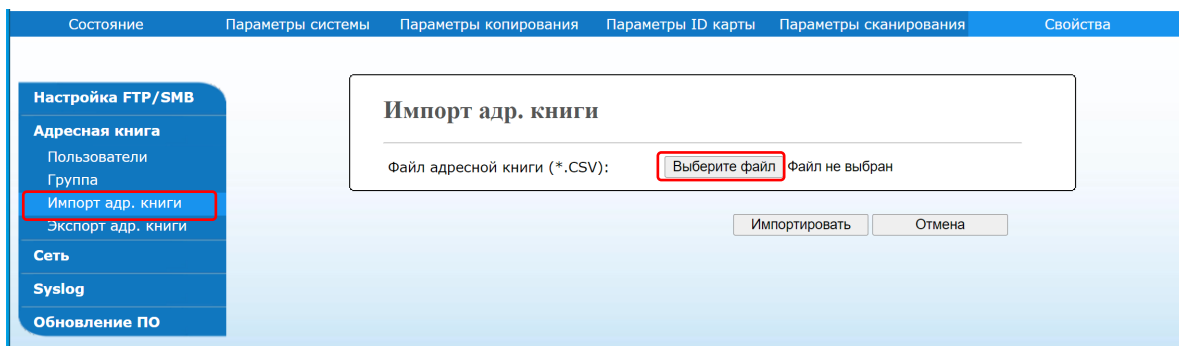 Состояние Параметры системы Параметры копирования Параметры ID карты Параметры сканирования Свойства
Настройка FTP/SMB
Адресная книга
Пользователи
Группа
Импорт адр. книги
Экспорт адр. книги
Сеть
Syslog
Обновление ПО
Импорт адр. книги
Файл адресной книги (*.CSV): Выберите файл Файл не выбран
Импортировать Отмена